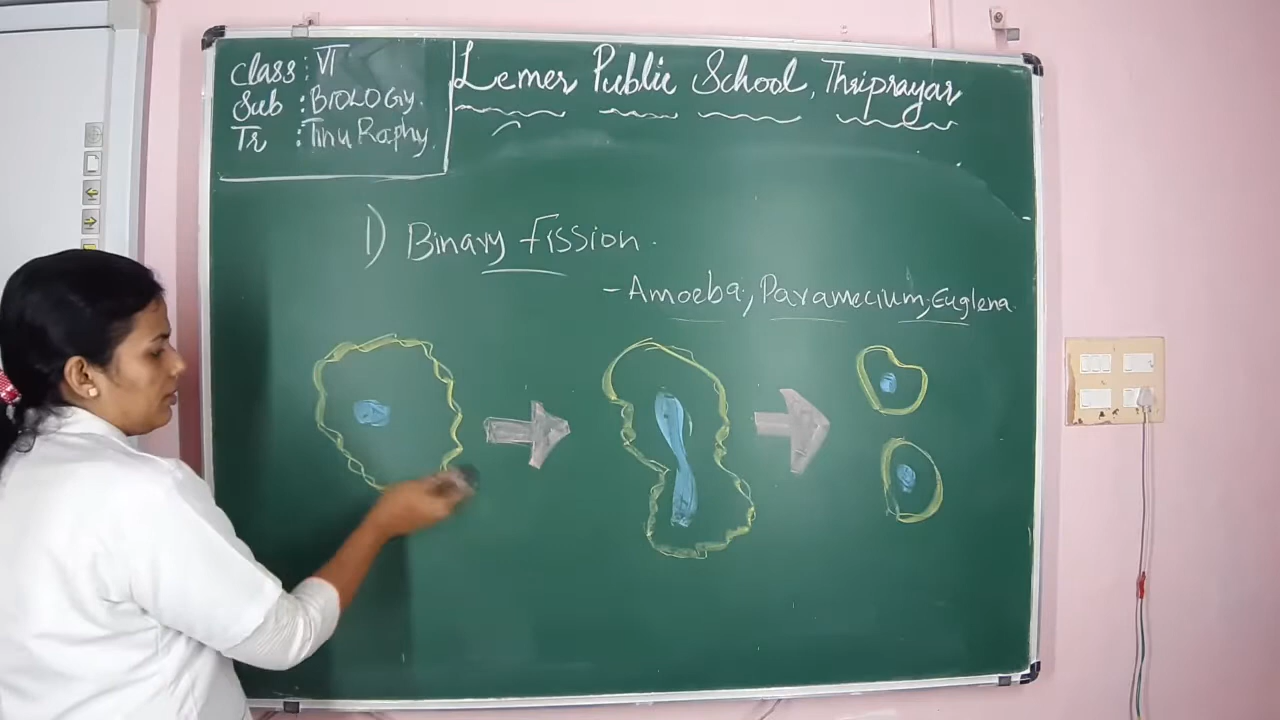 Class : VI
Sub : BIOLOGY.
Tr : Tinu Raphy
Lemer Public School, Thriprayar
1) Binary Fission.
- Amoeba, Paramecium, Euglena.